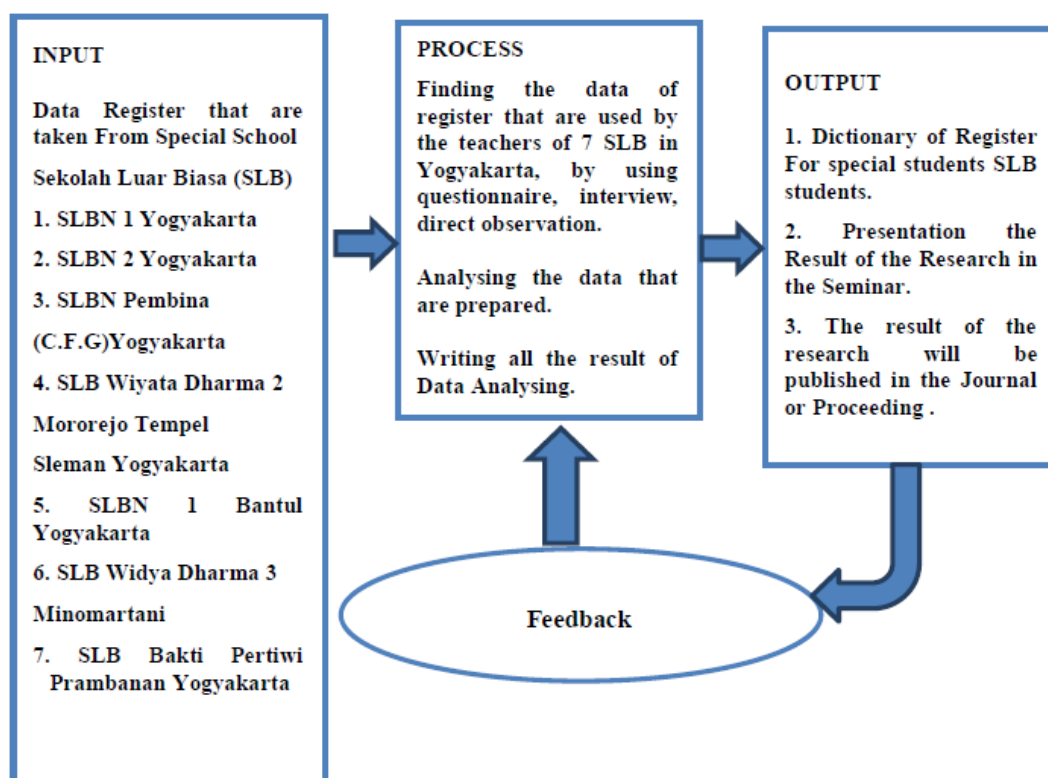 INPUT
Data Register that are
taken From Special School
Sekolah Luar Biasa (SLB)
1. SLBN 1 Yogyakarta
2. SLBN 2 Yogyakarta
3. SLBN Pembina
(C.F.G)Yogyakarta
4. SLB Wiyata Dharma 2
Mororejo Tempel
Sleman Yogyakarta
5. SLBN 1 Bantul
Yogyakarta
6. SLB Widya Dharma 3
Minomartani
7. SLB Bakti Pertiwi
Prambanan Yogyakarta
PROCESS
Finding the data of
register that are used by
the teachers of 7 SLB in
Yogyakarta, by using
questionnaire, interview,
direct observation.
Analysing the data that
are prepared.
Writing all the result of
Data Analysing.
OUTPUT
1. Dictionary of Register
For special students SLB
students.
2. Presentation the
Result of the Research in
the Seminar.
3. The result of the
research will be
published in the Journal
or Proceeding .
Feedback